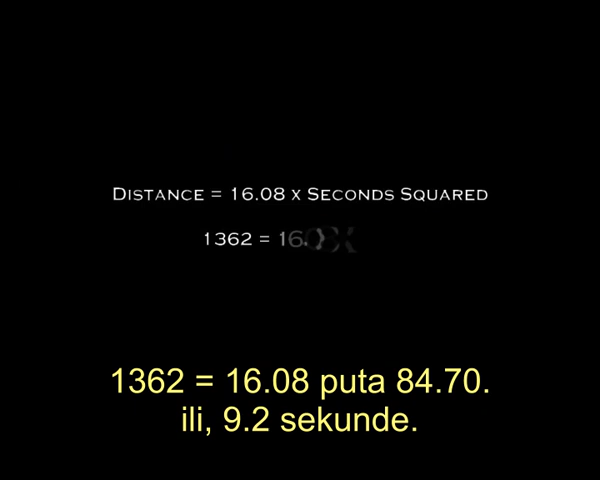 DISTANCE = 16.08 X SECONDS SQUARED
1362 = 16.
1362 = 16.08 puta 84.70.
ili, 9.2 sekunde.